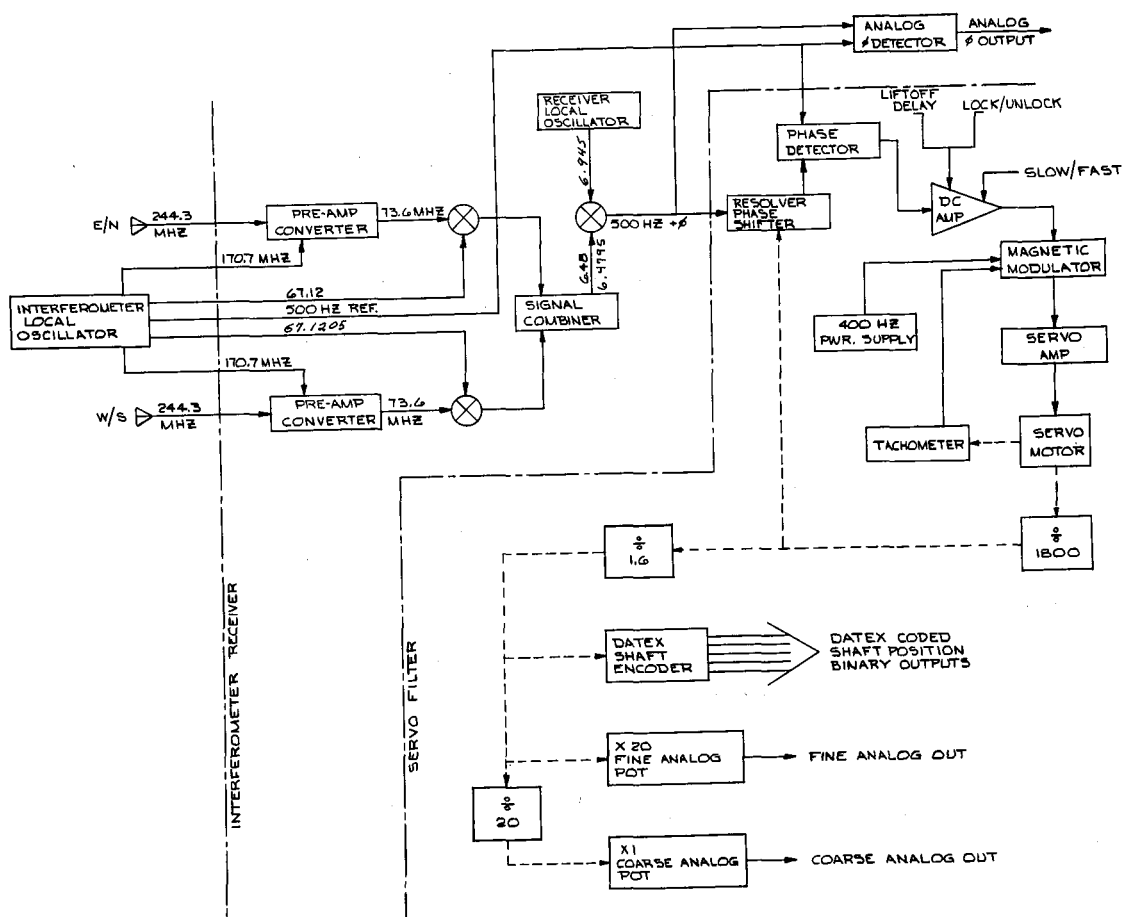 ANALOG
φ DETECTOR
ANALOG
φ OUTPUT
RECEIVER
LOCAL
OSCILLATOR
6.945
LIFTOFF
DELAY
LOCK/UNLOCK
PHASE
DETECTOR
SLOW/FAST
DC
AMP
E/N
244.3
MHZ
PRE-AMP
CONVERTER
73.6 MHZ
500 HZ +φ
RESOLVER
PHASE
SHIFTER
MAGNETIC
MODULATOR
170.7 MHZ
6.48
6.4795
INTERFEROMETER
LOCAL
OSCILLATOR
67.12
500 HZ REF.
67.1205
SIGNAL
COMBINER
400 HZ
PWR. SUPPLY
SERVO
AMP
170.7 MHZ
W/S
244.3
MHZ
PRE-AMP
CONVERTER
73.6
MHZ
TACHOMETER
SERVO
MOTOR
÷
1.6
÷
1800
INTERFEROMETER RECEIVER
SERVO FILTER
DATEX
SHAFT
ENCODER
DATEX CODED
SHAFT POSITION
BINARY OUTPUTS
X 20
FINE ANALOG
POT
FINE ANALOG OUT
÷
20
X1
COARSE ANALOG
POT
COARSE ANALOG OUT